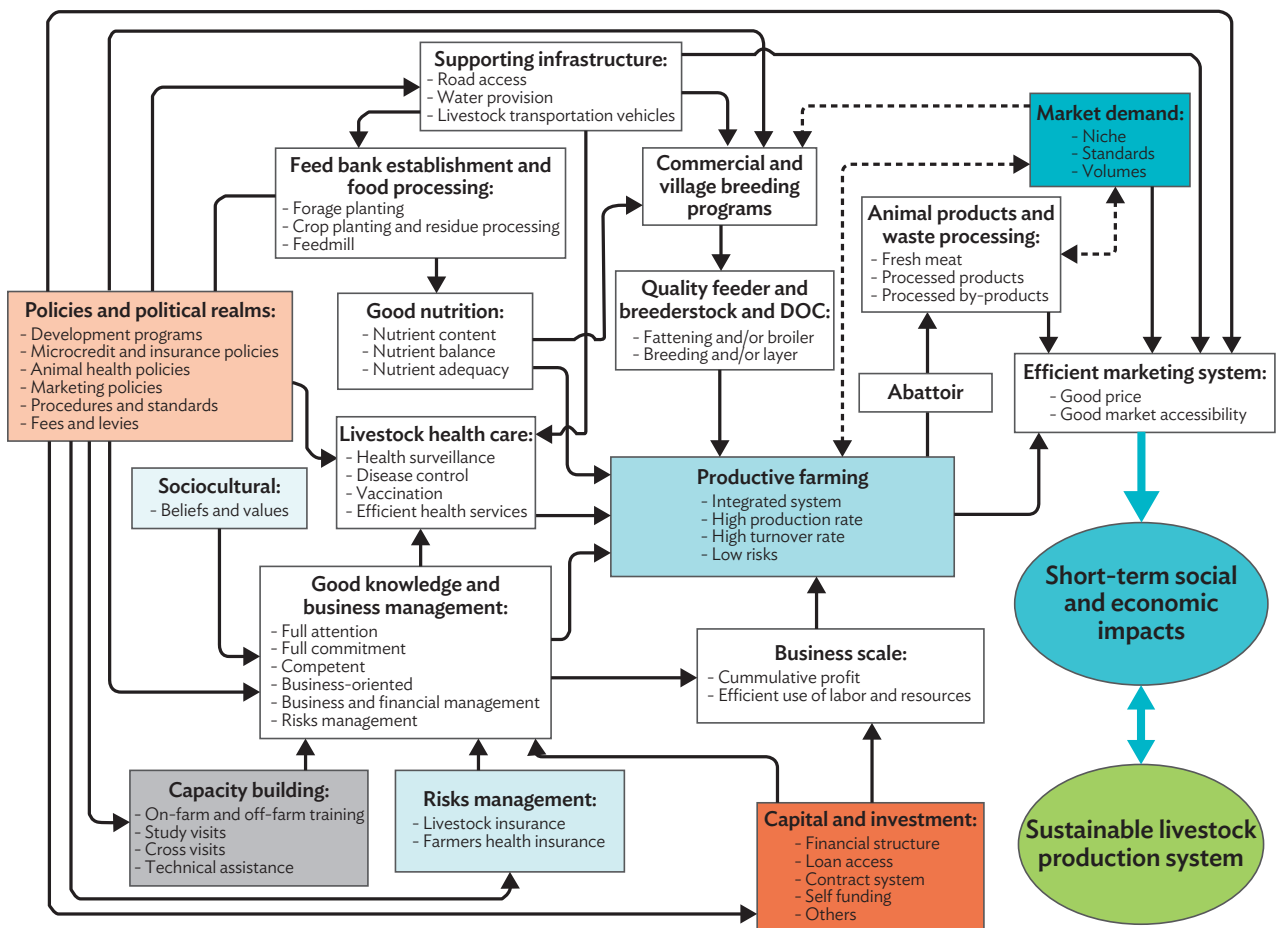 Supporting infrastructure:
- Road access
- Water provision
- Livestock transportation vehicles
Market demand:
- Niche
- Standards
- Volumes
Feed bank establishment and
food processing:
- Forage planting
- Crop planting and residue processing
- Feedmill
Commercial and
village breeding
programs
Animal products and
waste processing:
- Fresh meat
- Processed products
- Processed by-products
Policies and political realms:
- Development programs
- Microcredit and insurance policies
- Animal health policies
- Marketing policies
- Procedures and standards
- Fees and levies
Good nutrition:
- Nutrient content
- Nutrient balance
- Nutrient adequacy
Quality feeder and
breederstock and DOC:
- Fattening and/or broiler
- Breeding and/or layer
Abattoir
Efficient marketing system:
- Good price
- Good market accessibility
Livestock health care:
- Health surveillance
- Disease control
- Vaccination
- Efficient health services
Sociocultural:
- Beliefs and values
Productive farming
- Integrated system
- High production rate
- High turnover rate
- Low risks
Good knowledge and
business management:
- Full attention
- Full commitment
- Competent
- Business-oriented
- Business and financial management
- Risks management
Business scale:
- Cummulative profit
- Efficient use of labor and resources
Short-term social
and economic
impacts
Capacity building:
- On-farm and off-farm training
- Study visits
- Cross visits
- Technical assistance
Risks management:
- Livestock insurance
- Farmers health insurance
Capital and investment:
- Financial structure
- Loan access
- Contract system
- Self funding
- Others
Sustainable livestock
production system